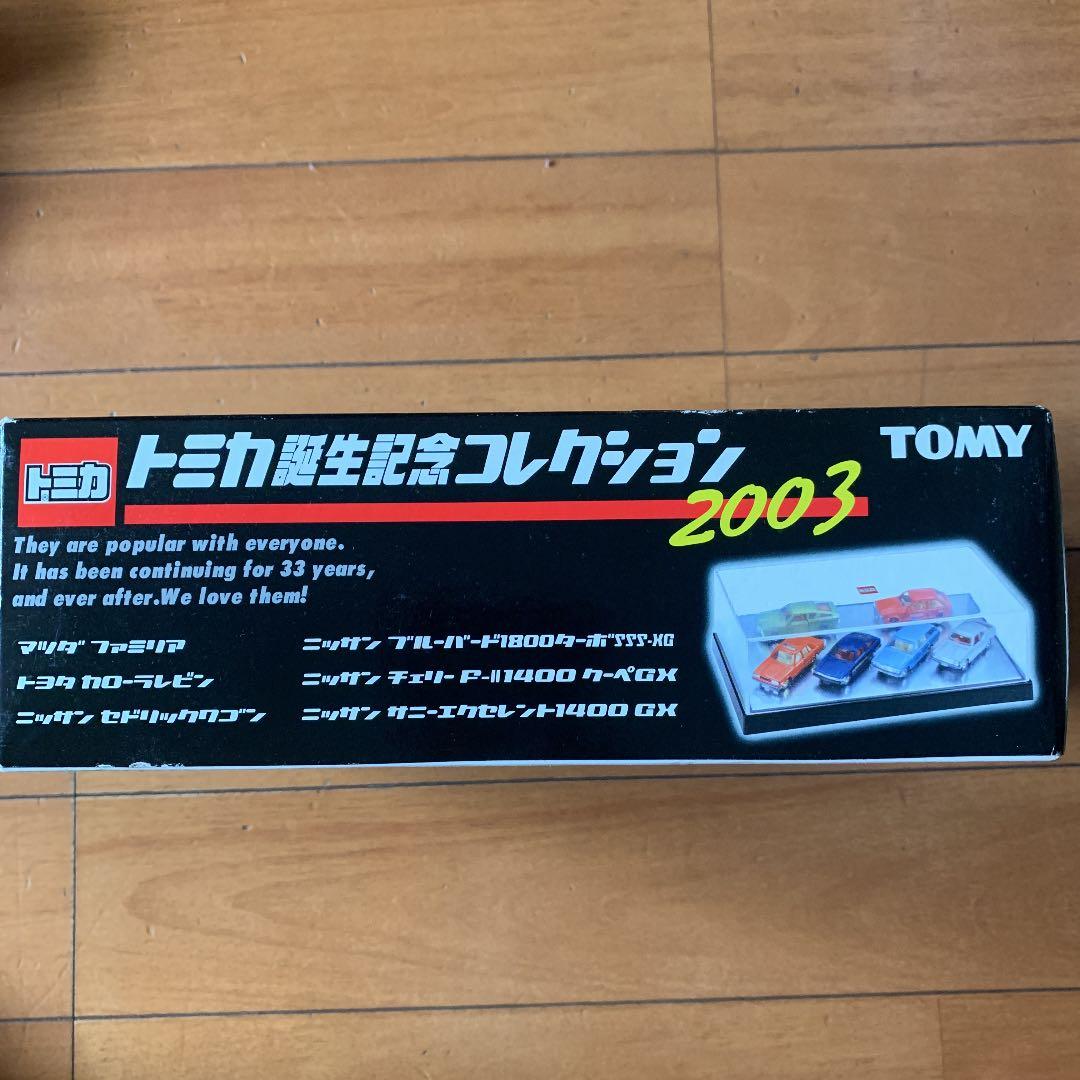 トミカ
トミカ誕生記念コレクション
2003
TOMY
They are popular with everyone.
It has been continuing for 33 years,
and ever after.We love them!
マツダ ファミリア
トヨタ カローラレビン
ニッサン セドリックワゴン
ニッサン ブルーバード1800ターボSSS-XG
ニッサン チェリーF-II1400 クーペGX
ニッサン サニーエクセレント1400 GX